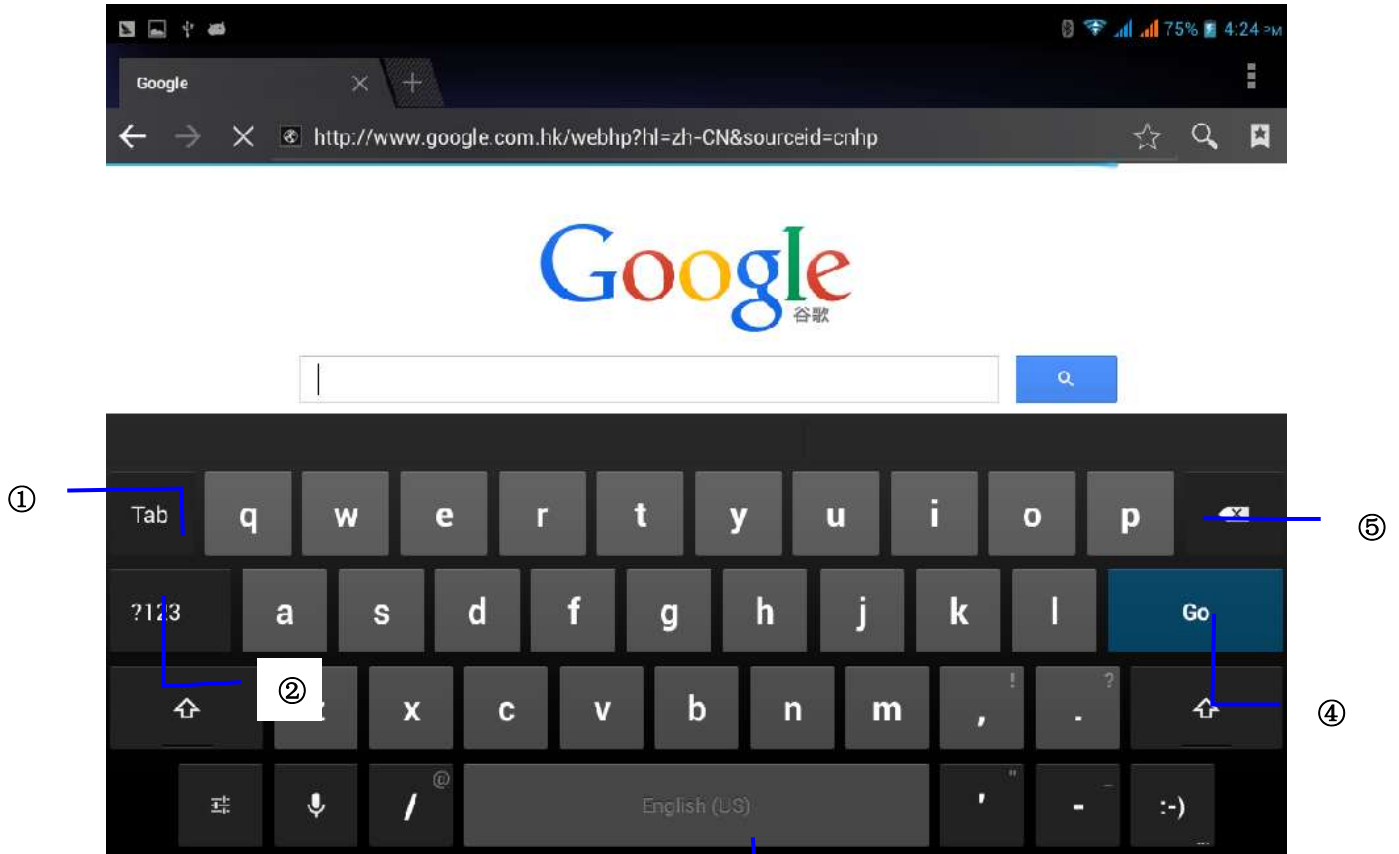 75% 4:24 PM
Google
http://www.google.com.hk/webhp?hl=zh-CN&sourceid=cnhp
Google
谷歌
①
Tab q w e r t y u i o p
⑤
?123 a s d f g h j k l Go
② z x c v b n m , ! . ?
④
/ @ English (US) ' " - _ :-) ...